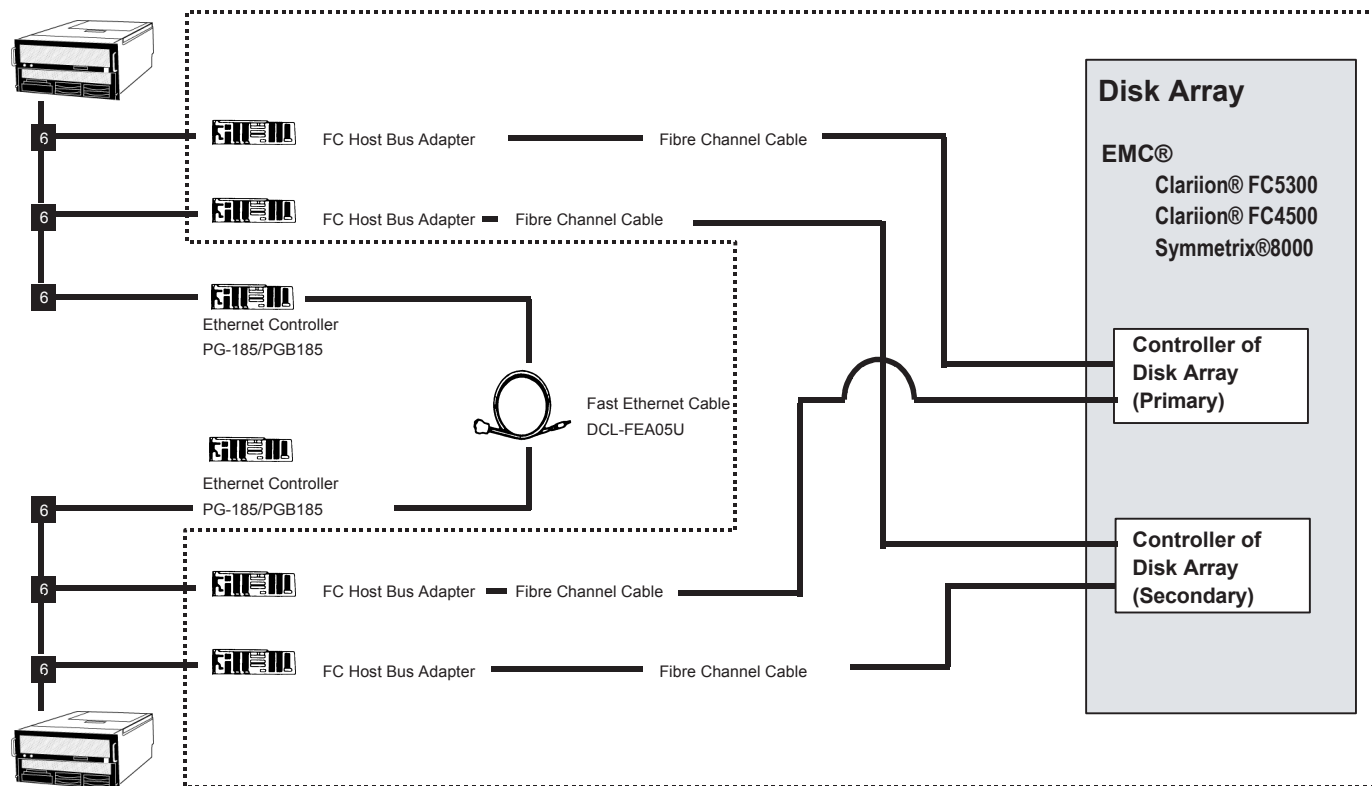 Disk Array
EMC®
Clariion® FC5300
Clariion® FC4500
Symmetrix®8000
6
FC Host Bus Adapter
Fibre Channel Cable
6
FC Host Bus Adapter
Fibre Channel Cable
6
Ethernet Controller
PG-185/PGB185
Controller of
Disk Array
(Primary)
Fast Ethernet Cable
DCL-FEA05U
Ethernet Controller
6
PG-185/PGB185
Controller of
Disk Array
(Secondary)
6
FC Host Bus Adapter
Fibre Channel Cable
6
FC Host Bus Adapter
Fibre Channel Cable